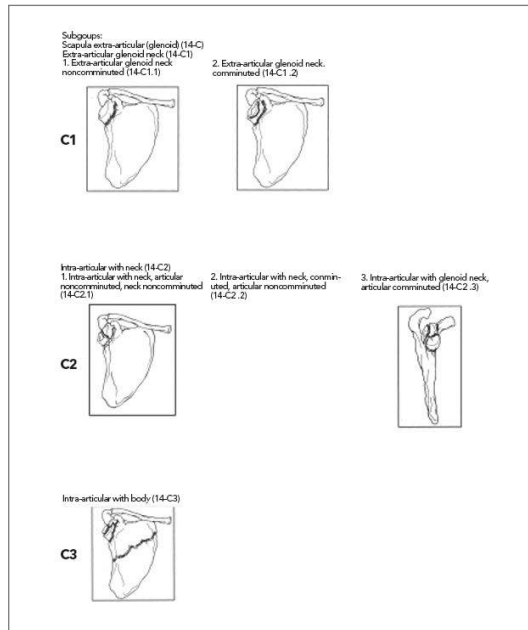 Subgroups:
Scapula extra-articular (glenoid) (14-C)
Extra-articular glenoid neck (14-C1)
1. Extra-articular glenoid neck
noncomminuted (14-C1.1)
2. Extra-articular glenoid neck.
comminuted (14-C1 .2)
C1
Intra-articular with neck (14-C2)
1. Intra-articular with neck, articular
noncomminuted, neck noncomminuted
(14-C2.1)
2. Intra-articular with neck, conmin-
uted, articular noncomminuted
(14-C2 .2)
3. Intra-articular with glenoid neck,
articular comminuted (14-C2 .3)
C2
Intra-articular with body (14-C3)
C3